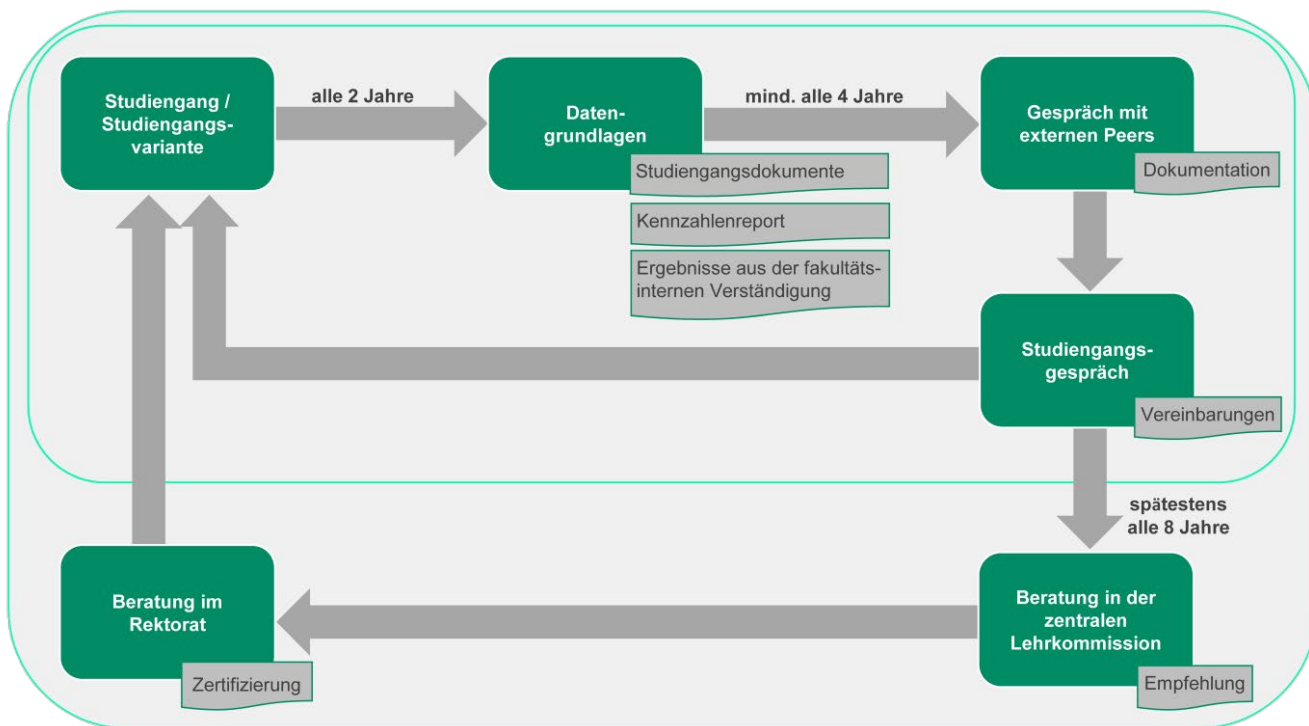 Studiengang /
Studiengangs-
variante
alle 2 Jahre
Daten-
grundlagen
Studiengangsdokumente
Kennzahlenreport
Ergebnisse aus der fakultäts-
internen Verständigung
mind. alle 4 Jahre
Gespräch mit
externen Peers
Dokumentation
Studiengangs-
gespräch
Vereinbarungen
spätestens
alle 8 Jahre
Beratung in der
zentralen
Lehrkommission
Empfehlung
Beratung im
Rektorat
Zertifizierung